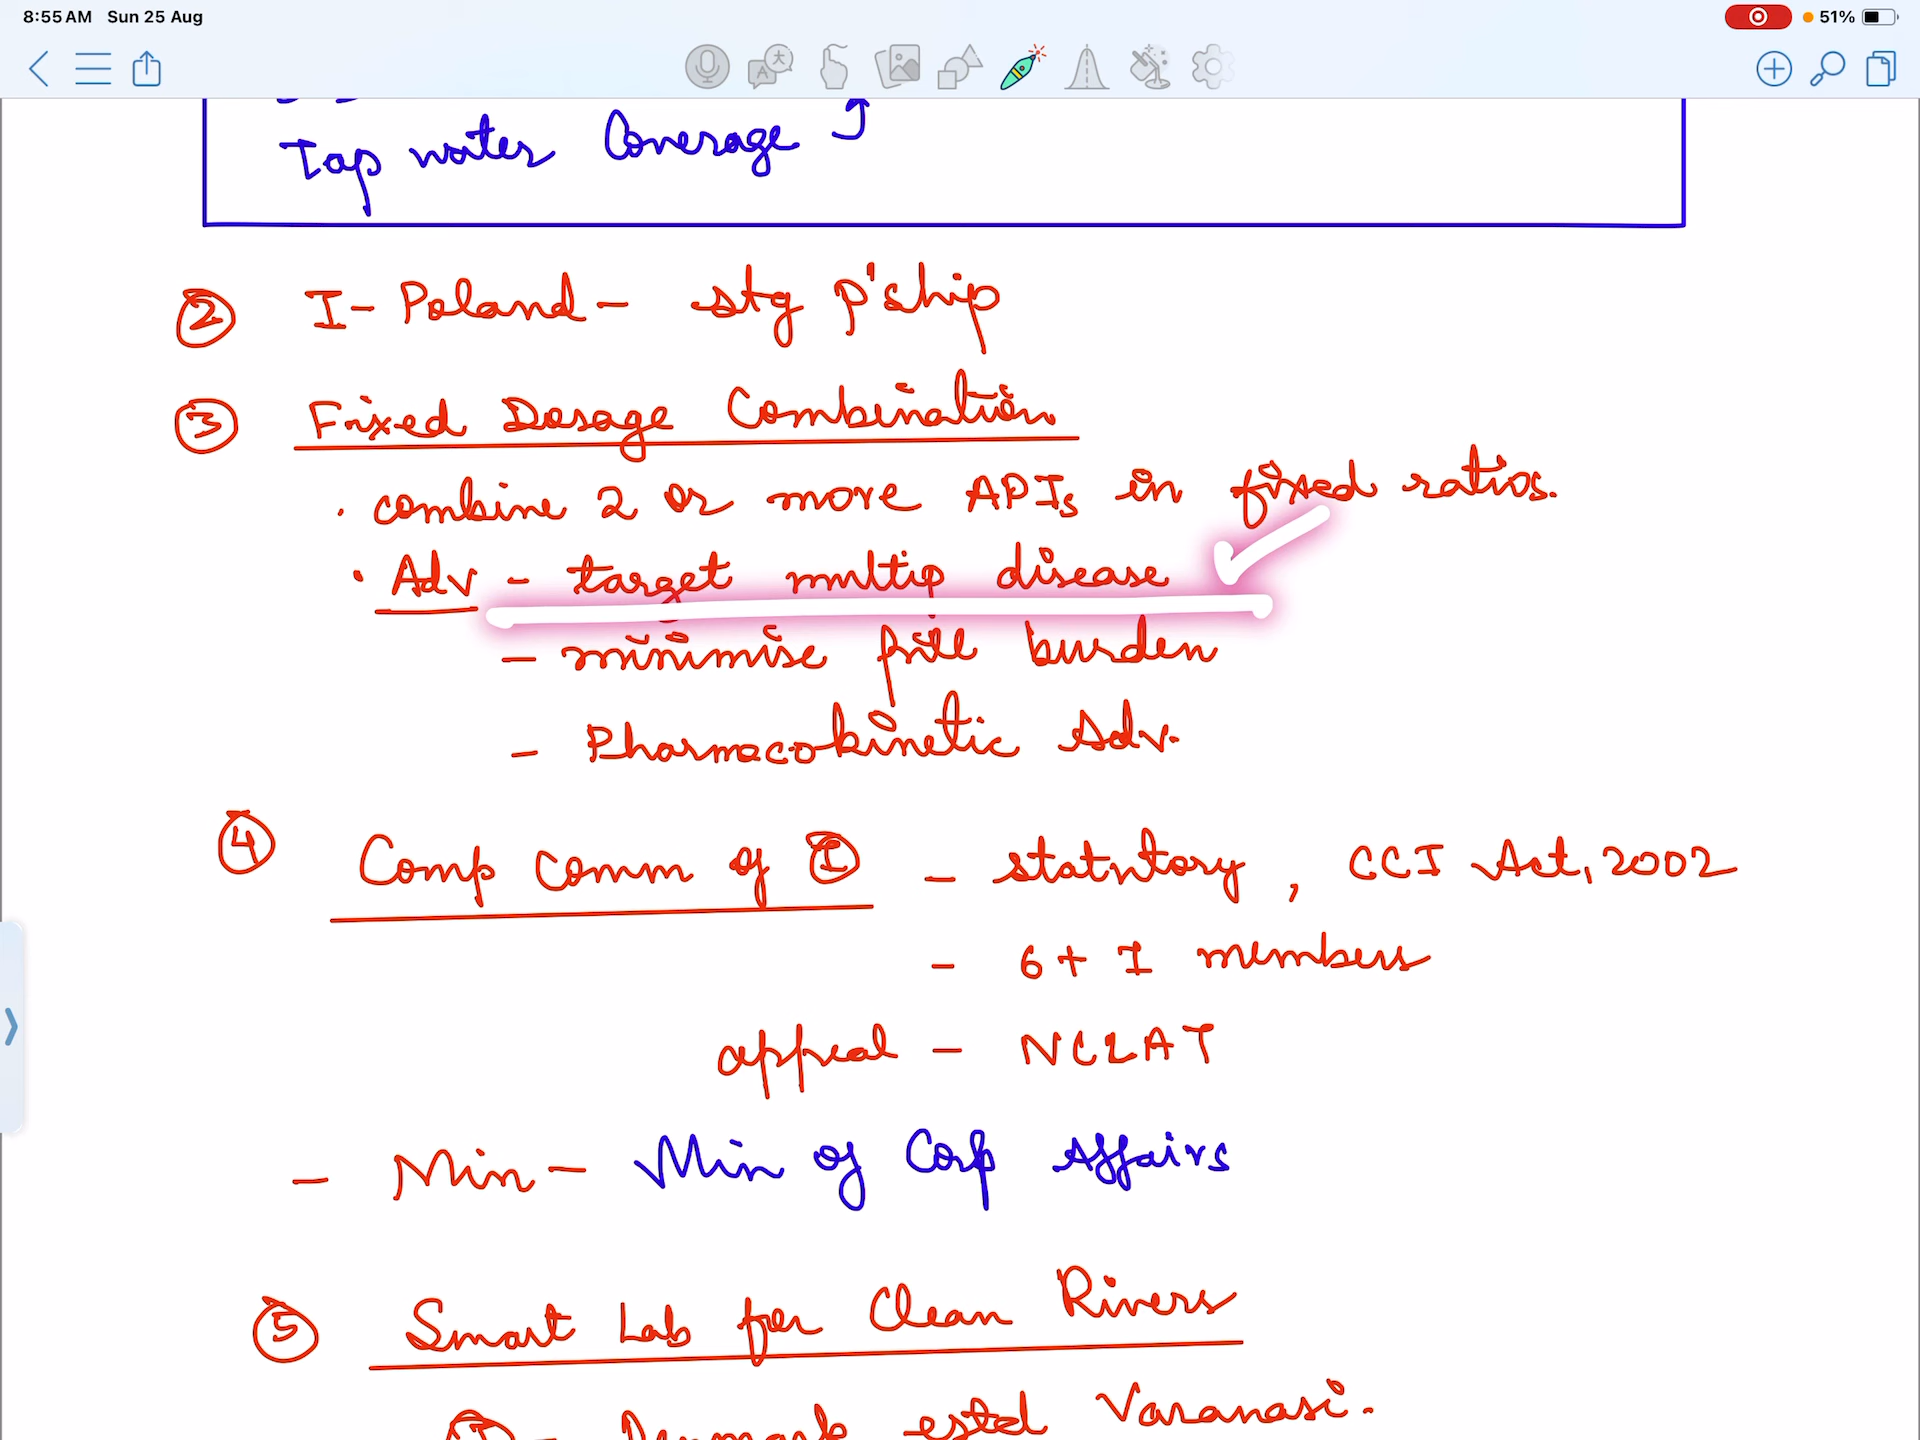 8:55 AM Sun 25 Aug
51%
Tap water Coverage ↑
② I - Poland - stg p'ship
③ Fixed Dosage Combination
· combine 2 or more APIs in fixed ratios.
· Adv - target multip disease
- minimise pill burden
- Pharmacokinetic Adv.
④ Comp Comm of Ⓘ - statutory, CCI Act, 2002
- 6 + 1 members
appeal - NCLAT
- Min - Min of Corp Affairs
⑤ Smart Lab for Clean Rivers
Ⓘ - Denmark estd Varanasi.